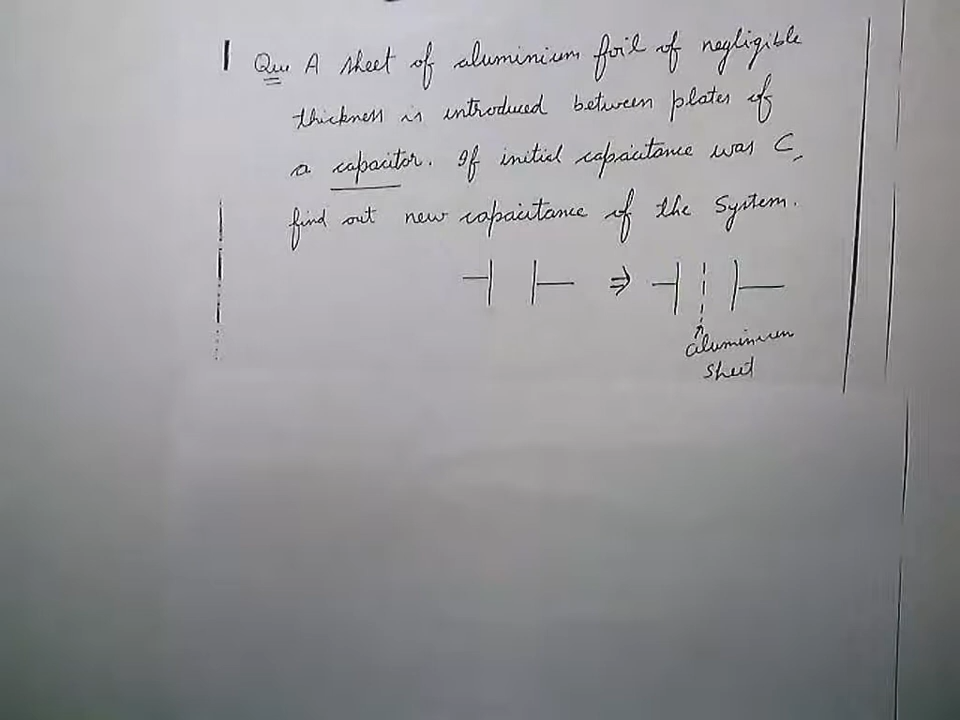 Que. A sheet of aluminium foil of negligible
thickness is introduced between plates of
a capacitor. If initial capacitance was C,
find out new capacitance of the System.
⇒
aluminium
sheet